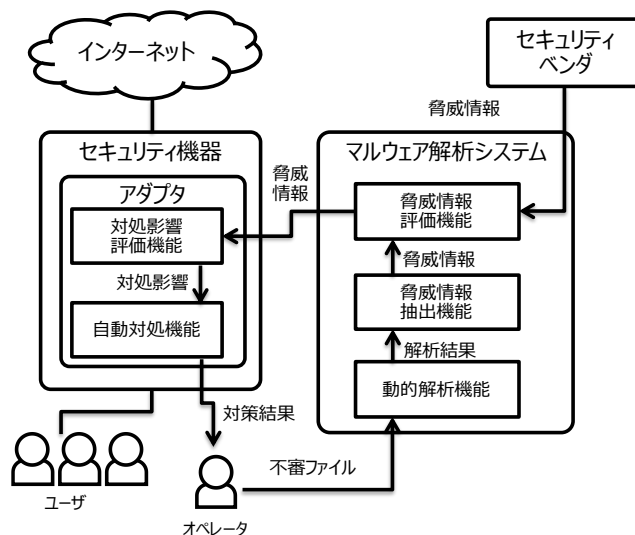 インターネット
セキュリティ
ベンダ
脅威情報
セキュリティ機器
マルウェア解析システム
脅威
情報
アダプタ
対処影響
評価機能
脅威情報
評価機能
対処影響
脅威情報
自動対処機能
脅威情報
抽出機能
解析結果
動的解析機能
対策結果
不審ファイル
ユーザ
オペレータ